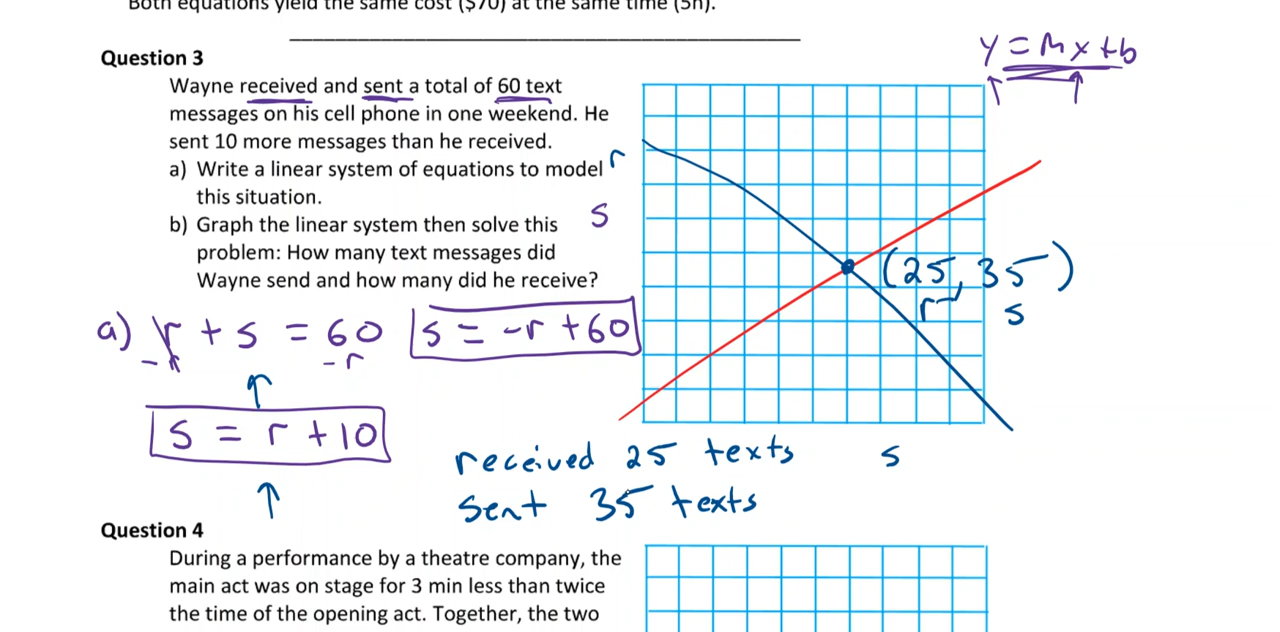 Both equations yield the same cost ($70) at the same time (5h).
Question 3
y = mx + b
Wayne received and sent a total of 60 text
messages on his cell phone in one weekend. He
sent 10 more messages than he received.
a) Write a linear system of equations to model
r
this situation.
b) Graph the linear system then solve this
s
problem: How many text messages did
Wayne send and how many did he receive?
(25, 35)
r s
a) r + s = 60 s = -r + 60
-r -r
s = r + 10
received 25 texts s
sent 35 texts
Question 4
During a performance by a theatre company, the
main act was on stage for 3 min less than twice
the time of the opening act. Together, the two